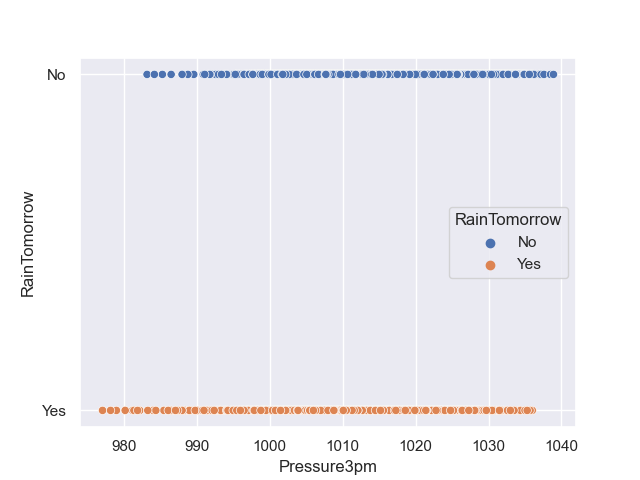 No
RainTomorrow
RainTomorrow
No
Yes
Yes
980 990 1000 1010 1020 1030 1040
Pressure3pm